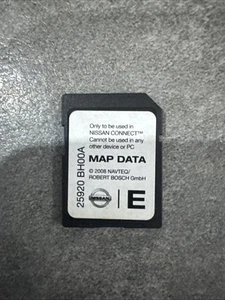 Only to be used in
NISSAN CONNECT™
Cannot be used in any
other device or PC
MAP DATA
© 2008 NAVTEQ/
ROBERT BOSCH GmbH
25920 BH00A
NISSAN
E